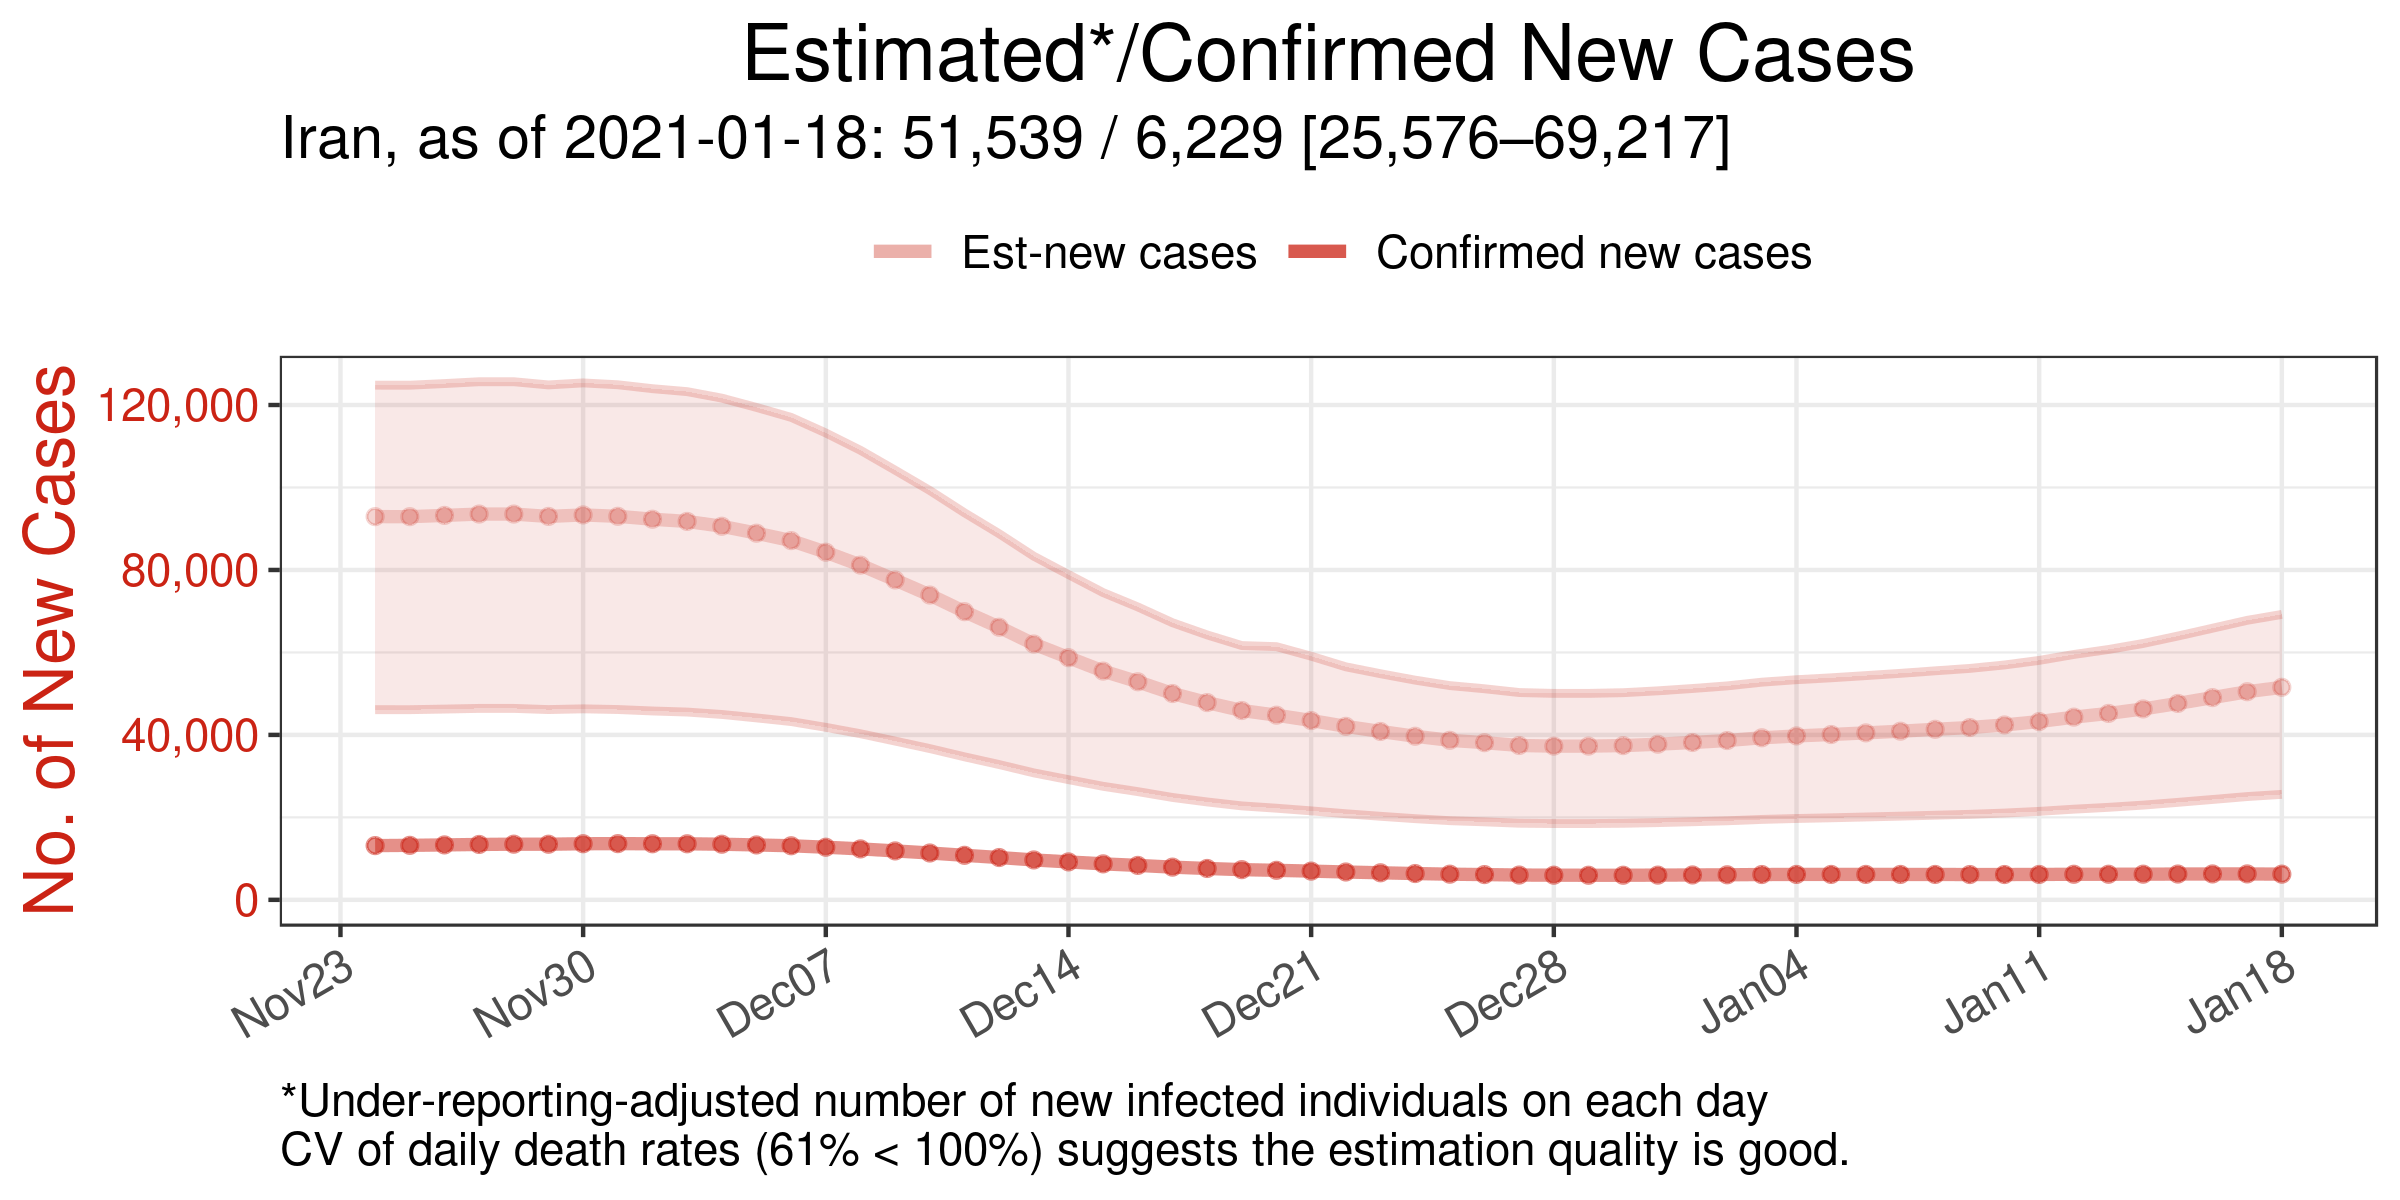 Estimated*/Confirmed New Cases
Iran, as of 2021-01-18: 51,539 / 6,229 [25,576–69,217]
Est-new cases
Confirmed new cases
No. of New Cases
120,000
80,000
40,000
0
Nov23
Nov30
Dec07
Dec14
Dec21
Dec28
Jan04
Jan11
Jan18
*Under-reporting-adjusted number of new infected individuals on each day
CV of daily death rates (61% < 100%) suggests the estimation quality is good.